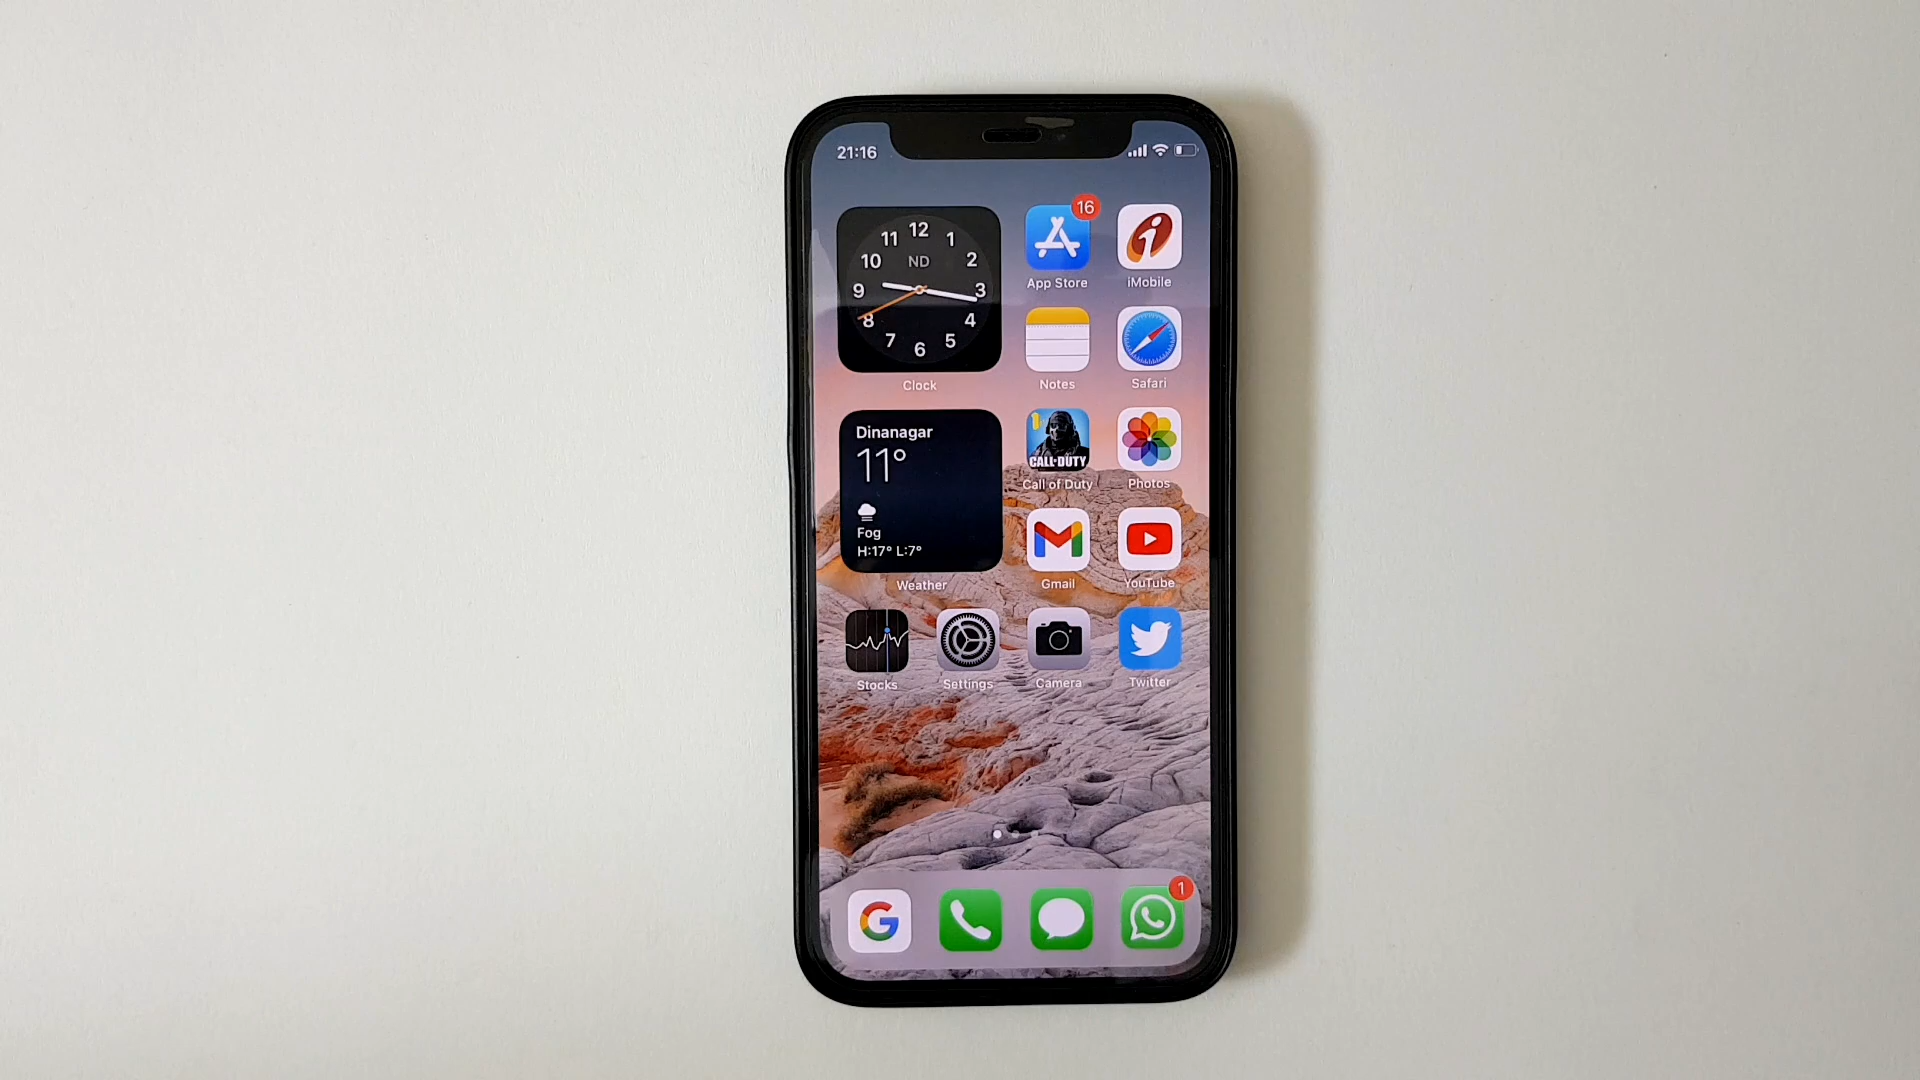 21:16
12
11 1
10 ND 2
9 3
8 4
7 5
6
Clock
16
App Store
iMobile
Notes
Safari
Dinanagar
11°
Fog
H:17° L:7°
Weather
CALL OF DUTY
Call of Duty
Photos
Gmail
YouTube
Stocks
Settings
Camera
Twitter
G
1